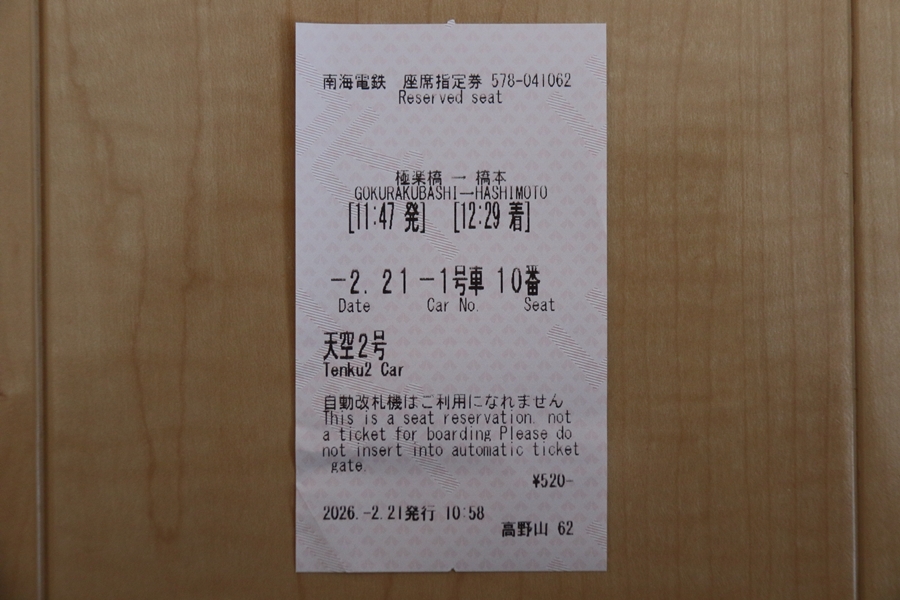 南海電鉄 座席指定券 578-041062
Reserved seat
極楽橋 → 橋本
GOKURAKUBASHI→HASHIMOTO
[11:47 発] [12:29 着]
-2. 21 -1号車 10番
Date Car No. Seat
天空2号
Tenku2 Car
自動改札機はご利用になれません
This is a seat reservation. not
a ticket for boarding Please do
not insert into automatic ticket
gate.
¥520-
2026.-2.21発行 10:58
高野山 62